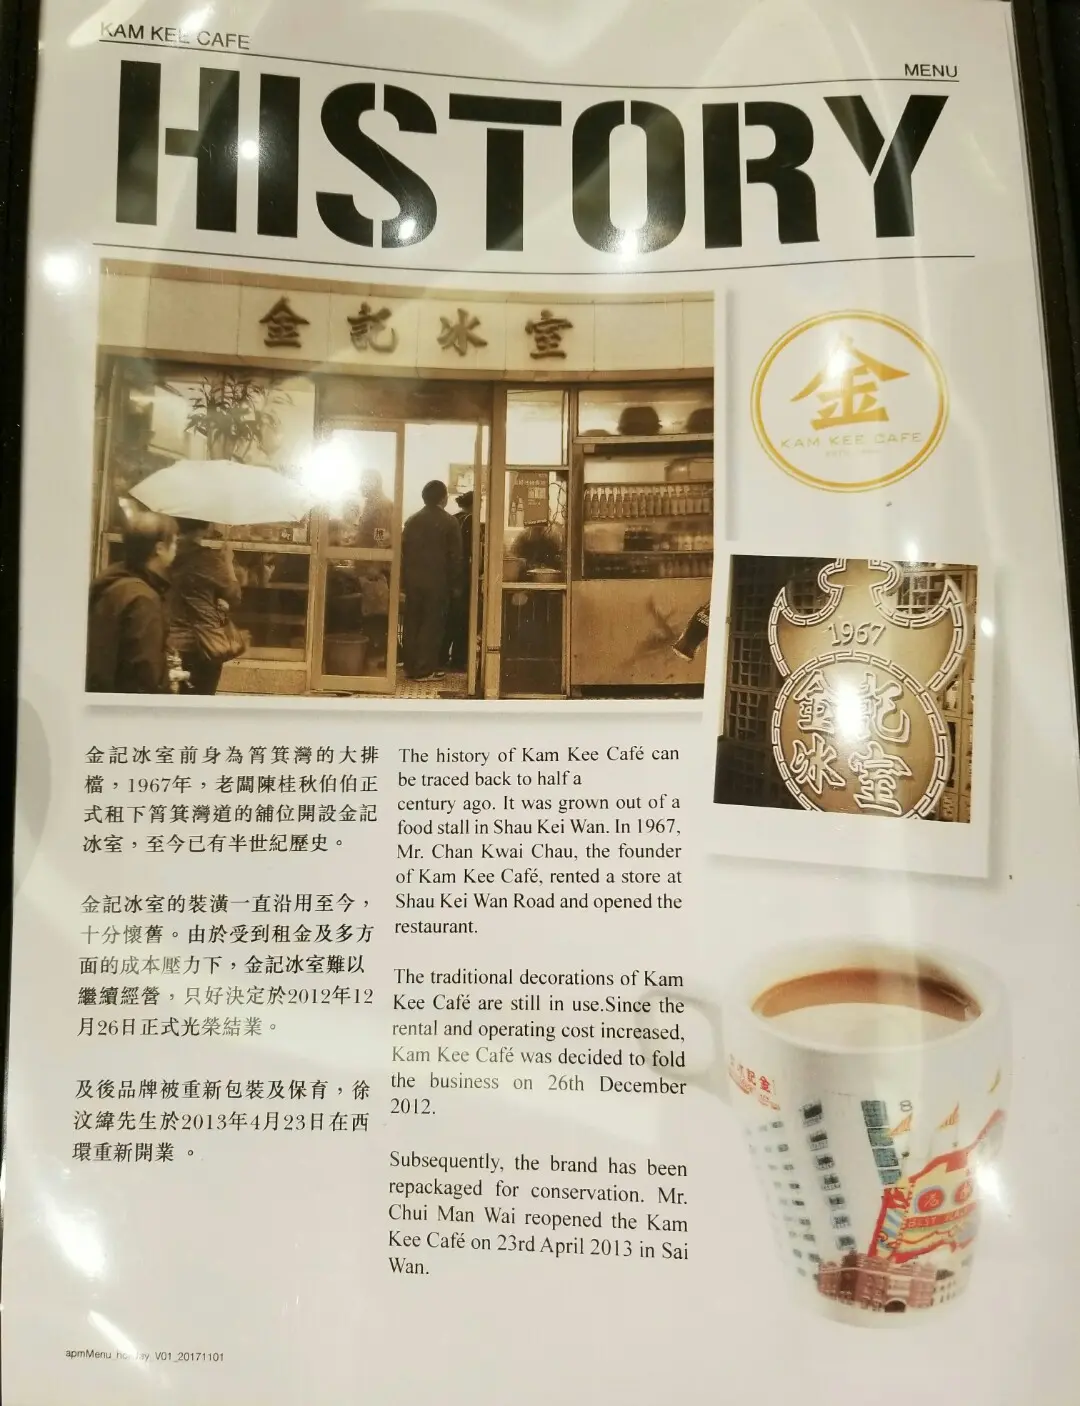 KAM KEE CAFE
MENU
HISTORY
金記冰室
金
KAM KEE CAFE
1967
金記
冰室
金記冰室前身為筲箕灣的大排
檔，1967年，老闆陳桂秋伯伯正
式租下筲箕灣道的舖位開設金記
冰室，至今已有半世紀歷史。
金記冰室的裝潢一直沿用至今，
十分懷舊。由於受到租金及多方
面的成本壓力下，金記冰室難以
繼續經營，只好決定於2012年12
月26日正式光榮結業。
及後品牌被重新包裝及保育，徐
汶緯先生於2013年4月23日在西
環重新開業 。
The history of Kam Kee Café can
be traced back to half a
century ago. It was grown out of a
food stall in Shau Kei Wan. In 1967,
Mr. Chan Kwai Chau, the founder
of Kam Kee Café, rented a store at
Shau Kei Wan Road and opened the
restaurant.
The traditional decorations of Kam
Kee Café are still in use.Since the
rental and operating cost increased,
Kam Kee Café was decided to fold
the business on 26th December
2012.
Subsequently, the brand has been
repackaged for conservation. Mr.
Chui Man Wai reopened the Kam
Kee Café on 23rd April 2013 in Sai
Wan.
apmMenu
V01_20171101